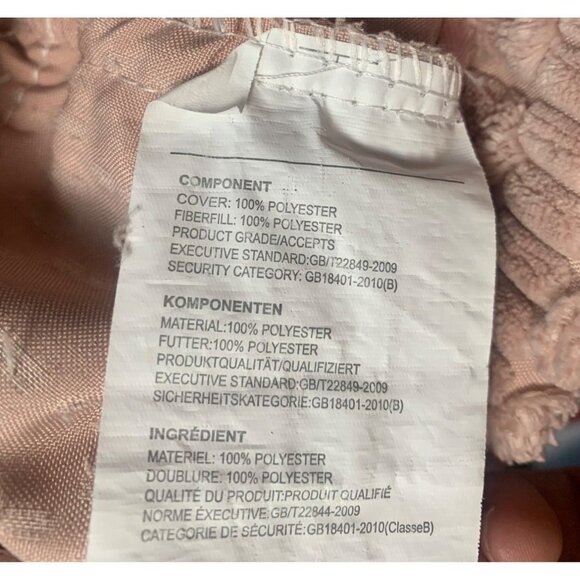 COMPONENT
COVER: 100% POLYESTER
FIBERFILL: 100% POLYESTER
PRODUCT GRADE/ACCEPTS
EXECUTIVE STANDARD:GB/T22849-2009
SECURITY CATEGORY: GB18401-2010(B)
KOMPONENTEN
MATERIAL:100% POLYESTER
FUTTER:100% POLYESTER
PRODUKTQUALITÄT/QUALIFIZIERT
EXECUTIVE STANDARD:GB/T22849-2009
SICHERHEITSKATEGORIE:GB18401-2010(B)
INGRÉDIENT
MATERIEL: 100% POLYESTER
DOUBLURE: 100% POLYESTER
QUALITÉ DU PRODUIT:PRODUIT QUALIFIÉ
NORME ÉXECUTIVE:GB/T22844-2009
CATEGORIE DE SÉCURITÉ:GB18401-2010(ClasseB)